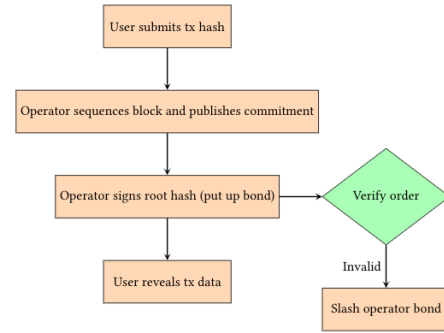 User submits tx hash
Operator sequences block and publishes commitment
Operator signs root hash (put up bond)
Verify order
User reveals tx data
Invalid
Slash operator bond